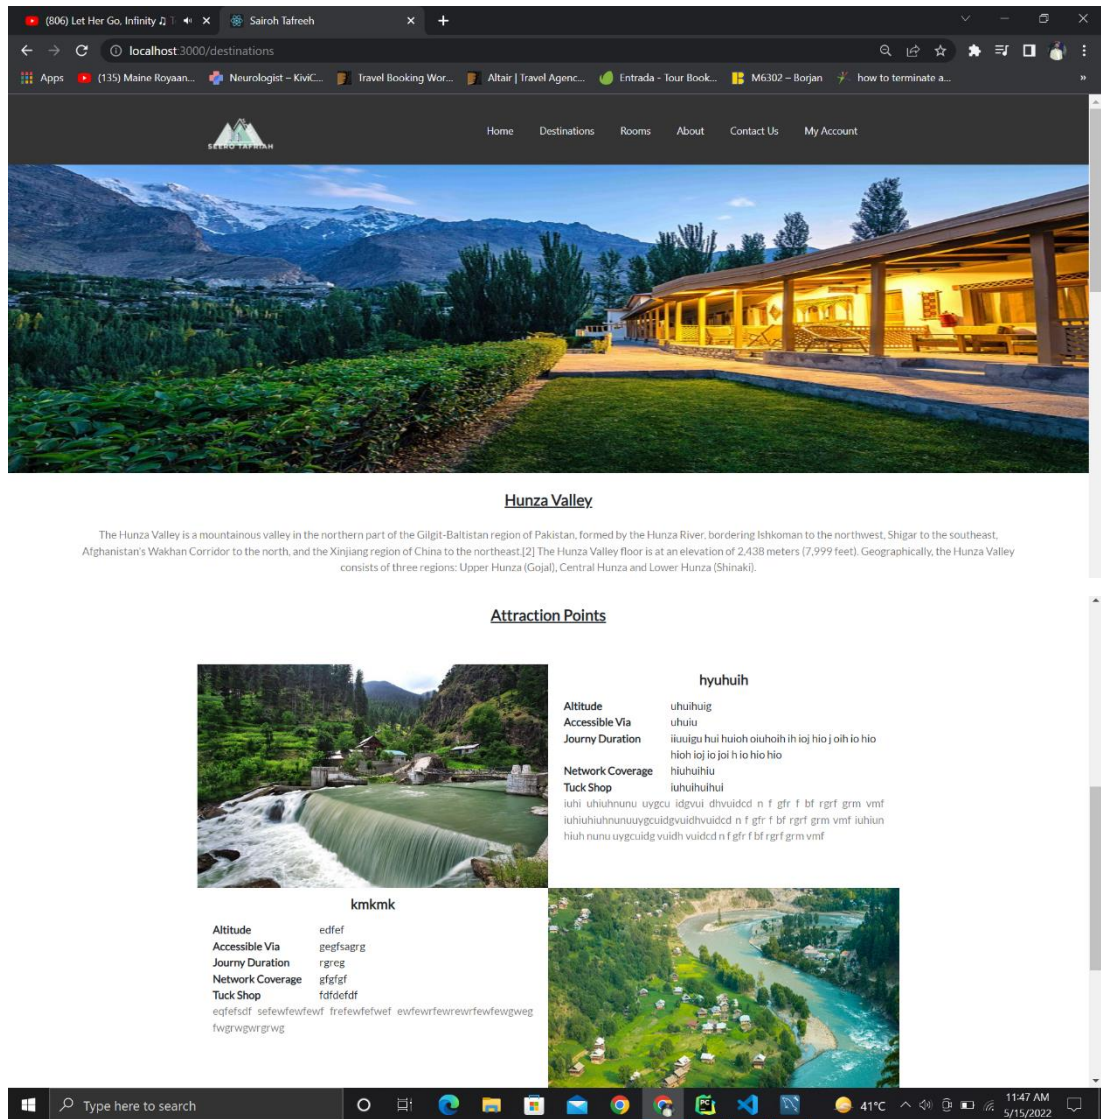 (806) Let Her Go, Infinity ♫ T
Sairoh Tafreeh
localhost:3000/destinations
Apps
(135) Maine Royaan...
Neurologist – KiviC...
Travel Booking Wor...
Altair | Travel Agenc...
Entrada - Tour Book...
M6302 – Borjan
how to terminate a...
SEERO TAFRIAH
Home Destinations Rooms About Contact Us My Account
Hunza Valley
The Hunza Valley is a mountainous valley in the northern part of the Gilgit-Baltistan region of Pakistan, formed by the Hunza River, bordering Ishkoman to the northwest, Shigar to the southeast,
Afghanistan's Wakhan Corridor to the north, and the Xinjiang region of China to the northeast.[2] The Hunza Valley floor is at an elevation of 2,438 meters (7,999 feet). Geographically, the Hunza Valley
consists of three regions: Upper Hunza (Gojal), Central Hunza and Lower Hunza (Shinaki).
Attraction Points
hyuhuih
Altitude uhuihuig
Accessible Via uhuiu
Journy Duration iiuuigu hui huioh oiuhoih ih ioj hio j oih io hio
hioh ioj io joi h io hio hio
Network Coverage hiuhuihiu
Tuck Shop iuhuihuihui
iuhi uhiuhnunu uygcu idgvui dhvuidcd n f gfr f bf rgrf grm vmf
iuhiuhiuhnunuuygcuidgvuidhvuidcd n f gfr f bf rgrf grm vmf iuhiun
hiuh nunu uygcuidg vuidh vuidcd n f gfr f bf rgrf grm vmf
kmkmk
Altitude edfef
Accessible Via gegfsagrg
Journy Duration rgreg
Network Coverage gfgfgf
Tuck Shop fdfdefdf
eqfefsdf sefewfewfewf frefewfefwef ewfewrfewrewrfewfewgweg
fwgrwgwrgrwg
Type here to search
41°C
11:47 AM
5/15/2022